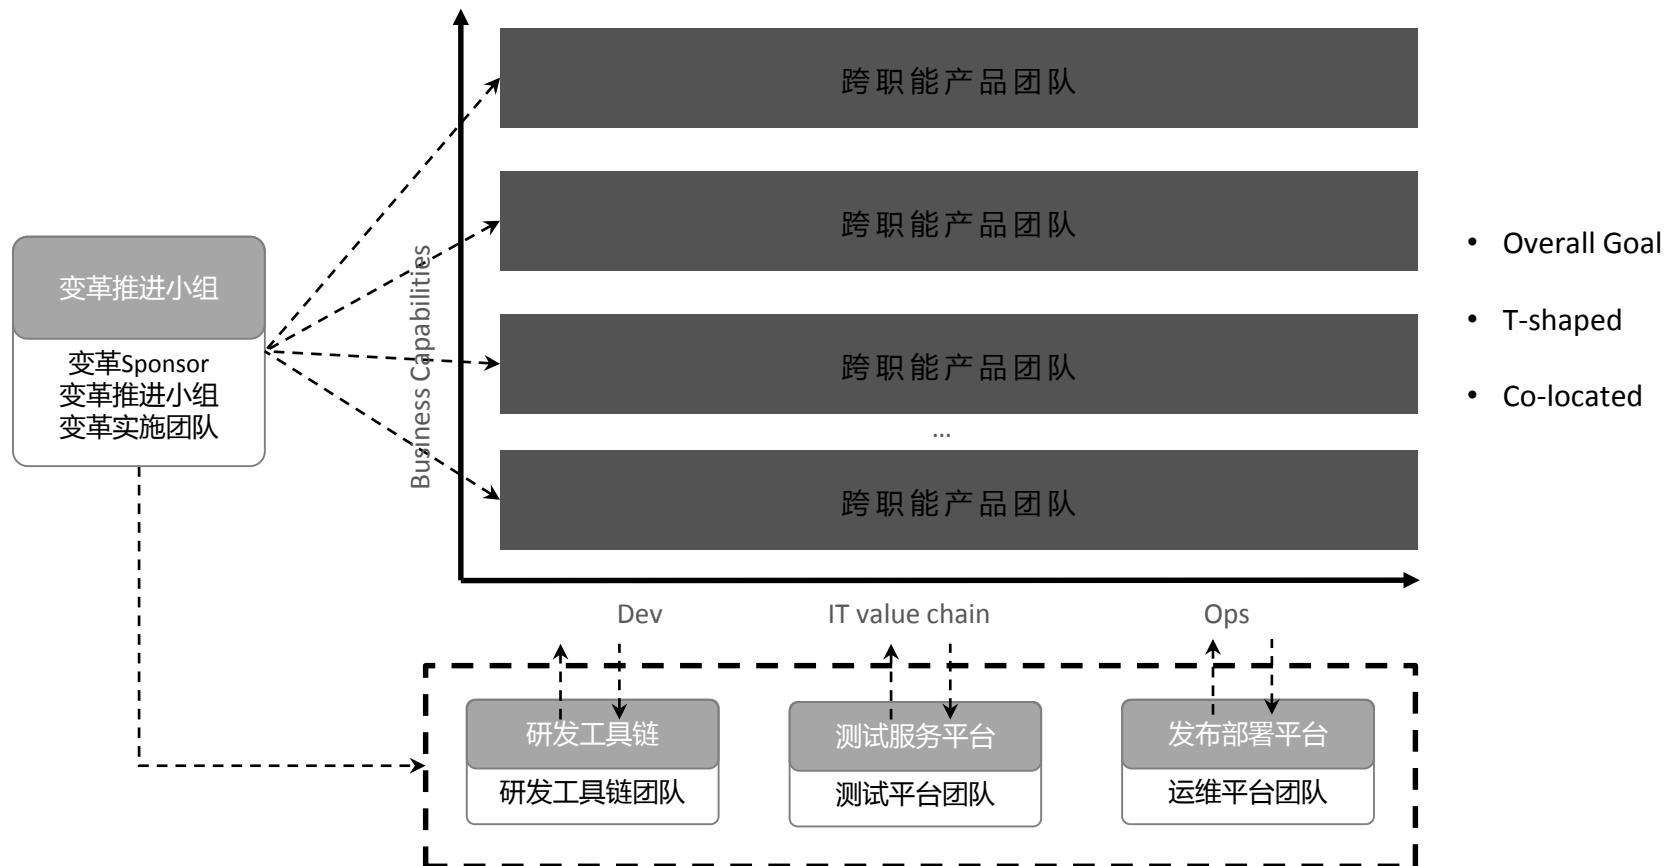 跨职能产品团队
跨职能产品团队
跨职能产品团队
...
跨职能产品团队
Business Capabilities
变革推进小组
变革Sponsor
变革推进小组
变革实施团队
• Overall Goal
• T-shaped
• Co-located
Dev
IT value chain
Ops
研发工具链
研发工具链团队
测试服务平台
测试平台团队
发布部署平台
运维平台团队